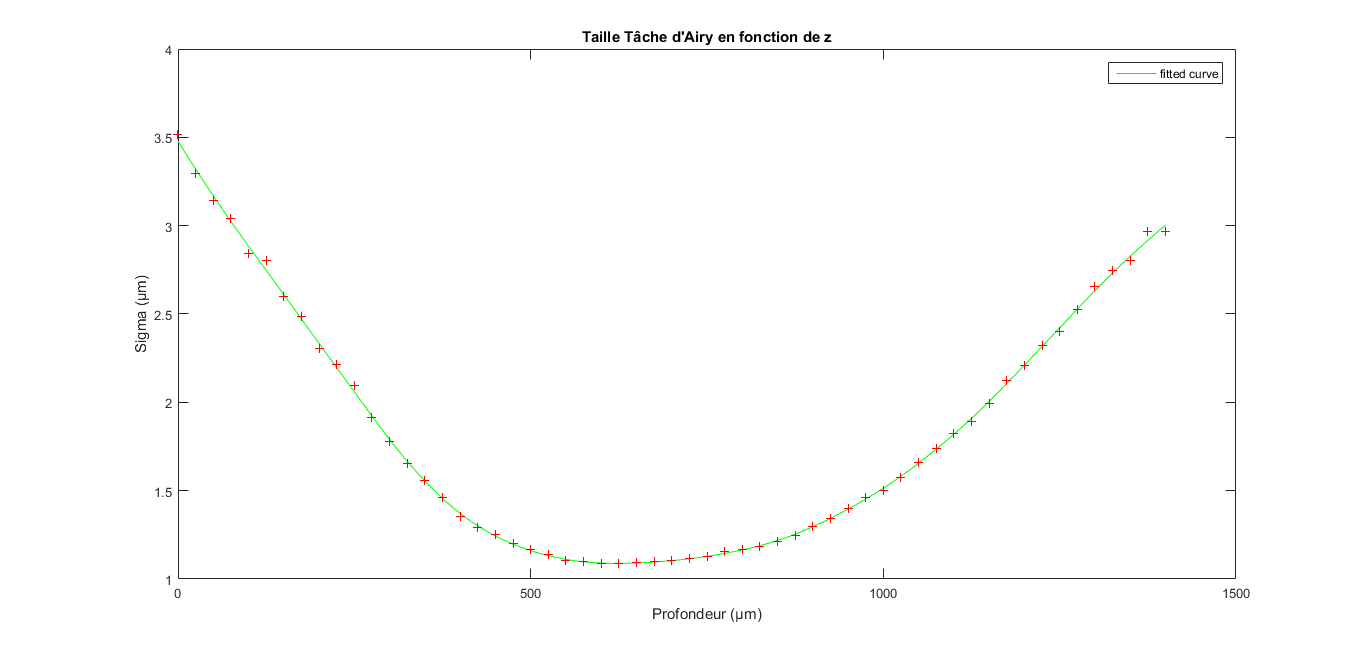 Taille Tâche d'Airy en fonction de z
fitted curve
4
3.5
3
2.5
2
1.5
1
Sigma (µm)
0
500
1000
1500
Profondeur (µm)